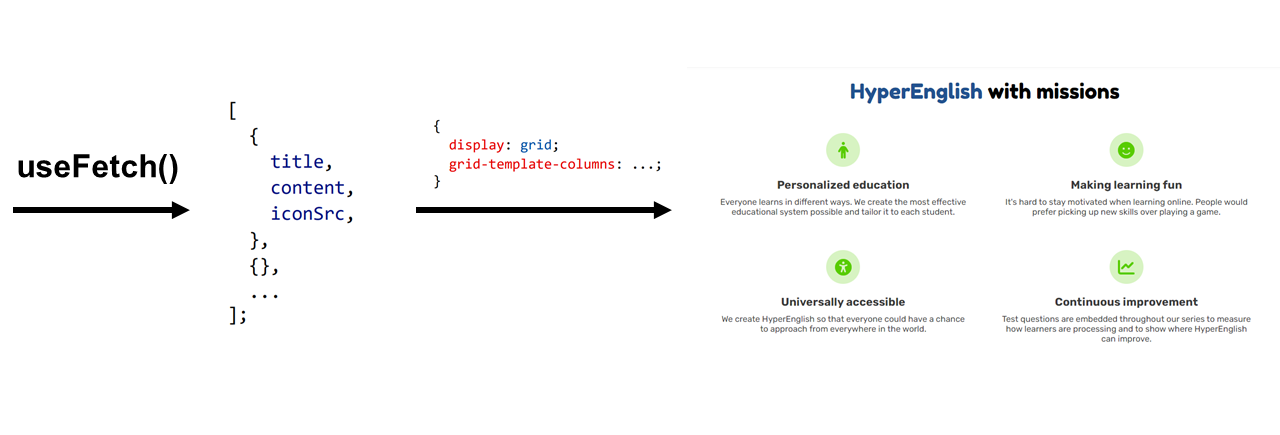 useFetch()
[
{
title,
content,
iconSrc,
},
{},
...
];
{
display: grid;
grid-template-columns: ...;
}
HyperEnglish with missions
Personalized education
Everyone learns in different ways. We create the most effective
educational system possible and tailor it to each student.
Making learning fun
It's hard to stay motivated when learning online. People would
prefer picking up new skills over playing a game.
Universally accessible
We create HyperEnglish so that everyone could have a chance
to approach from everywhere in the world.
Continuous improvement
Test questions are embedded throughout our series to measure
how learners are processing and to show where HyperEnglish
can improve.